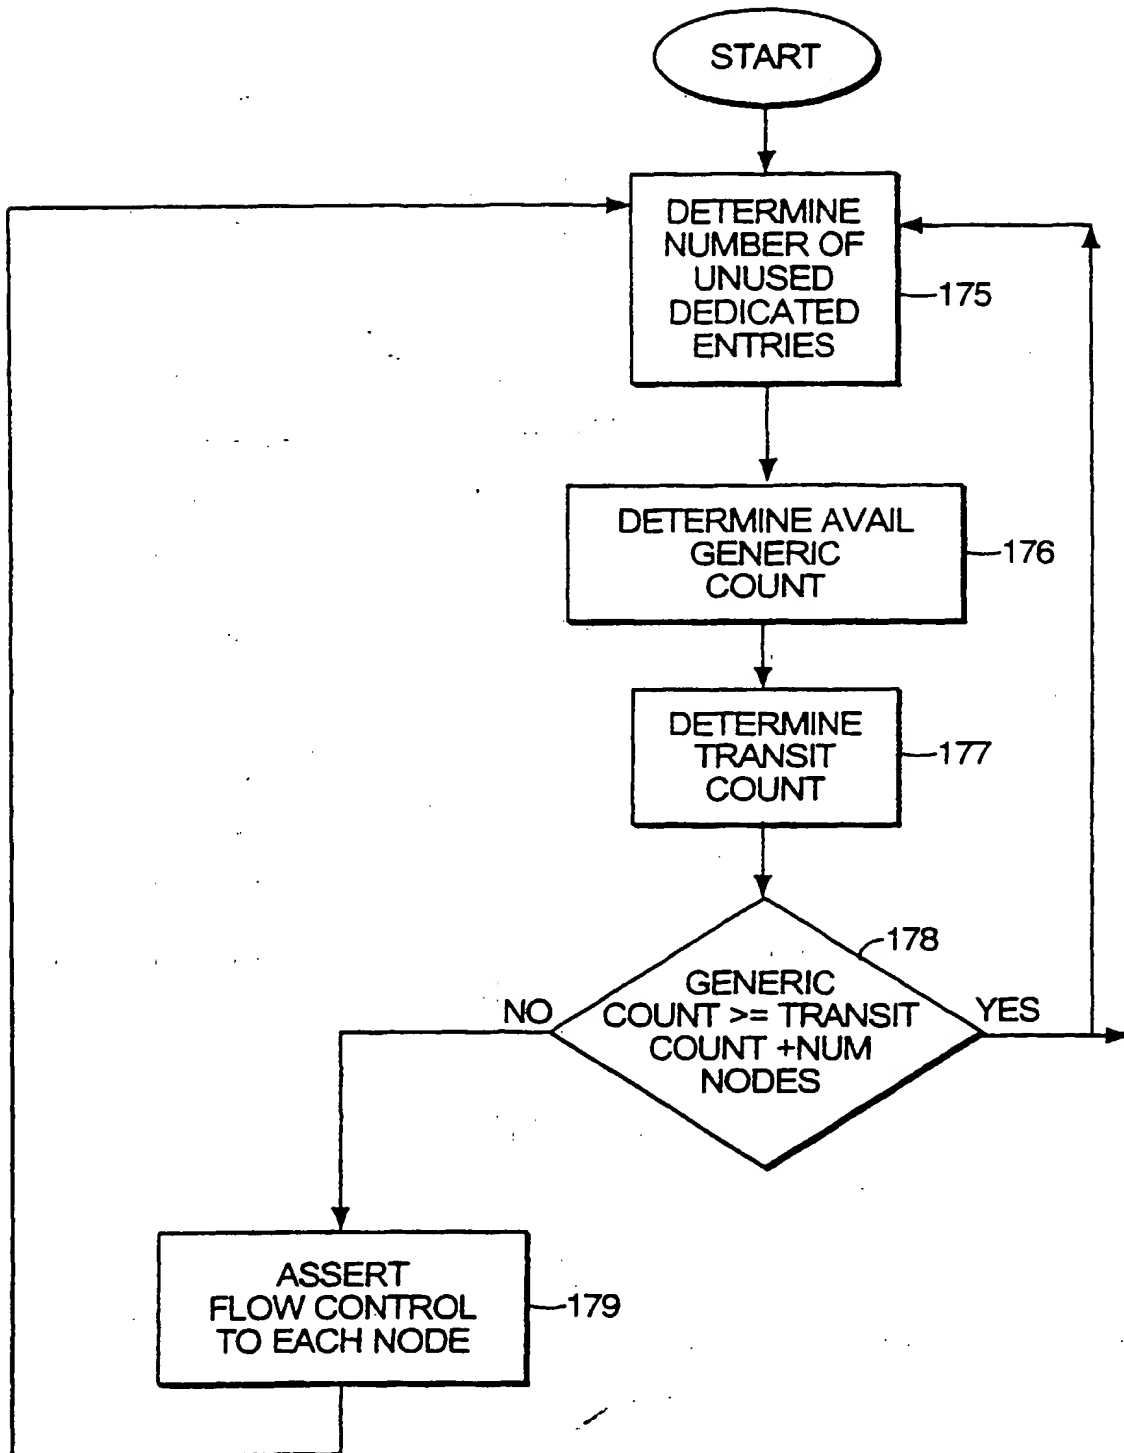 START
DETERMINE
NUMBER OF
UNUSED
DEDICATED
ENTRIES
175
DETERMINE AVAIL
GENERIC
COUNT
176
DETERMINE
TRANSIT
COUNT
177
178
GENERIC
COUNT >= TRANSIT
COUNT +NUM
NODES
NO
YES
ASSERT
FLOW CONTROL
TO EACH NODE
179